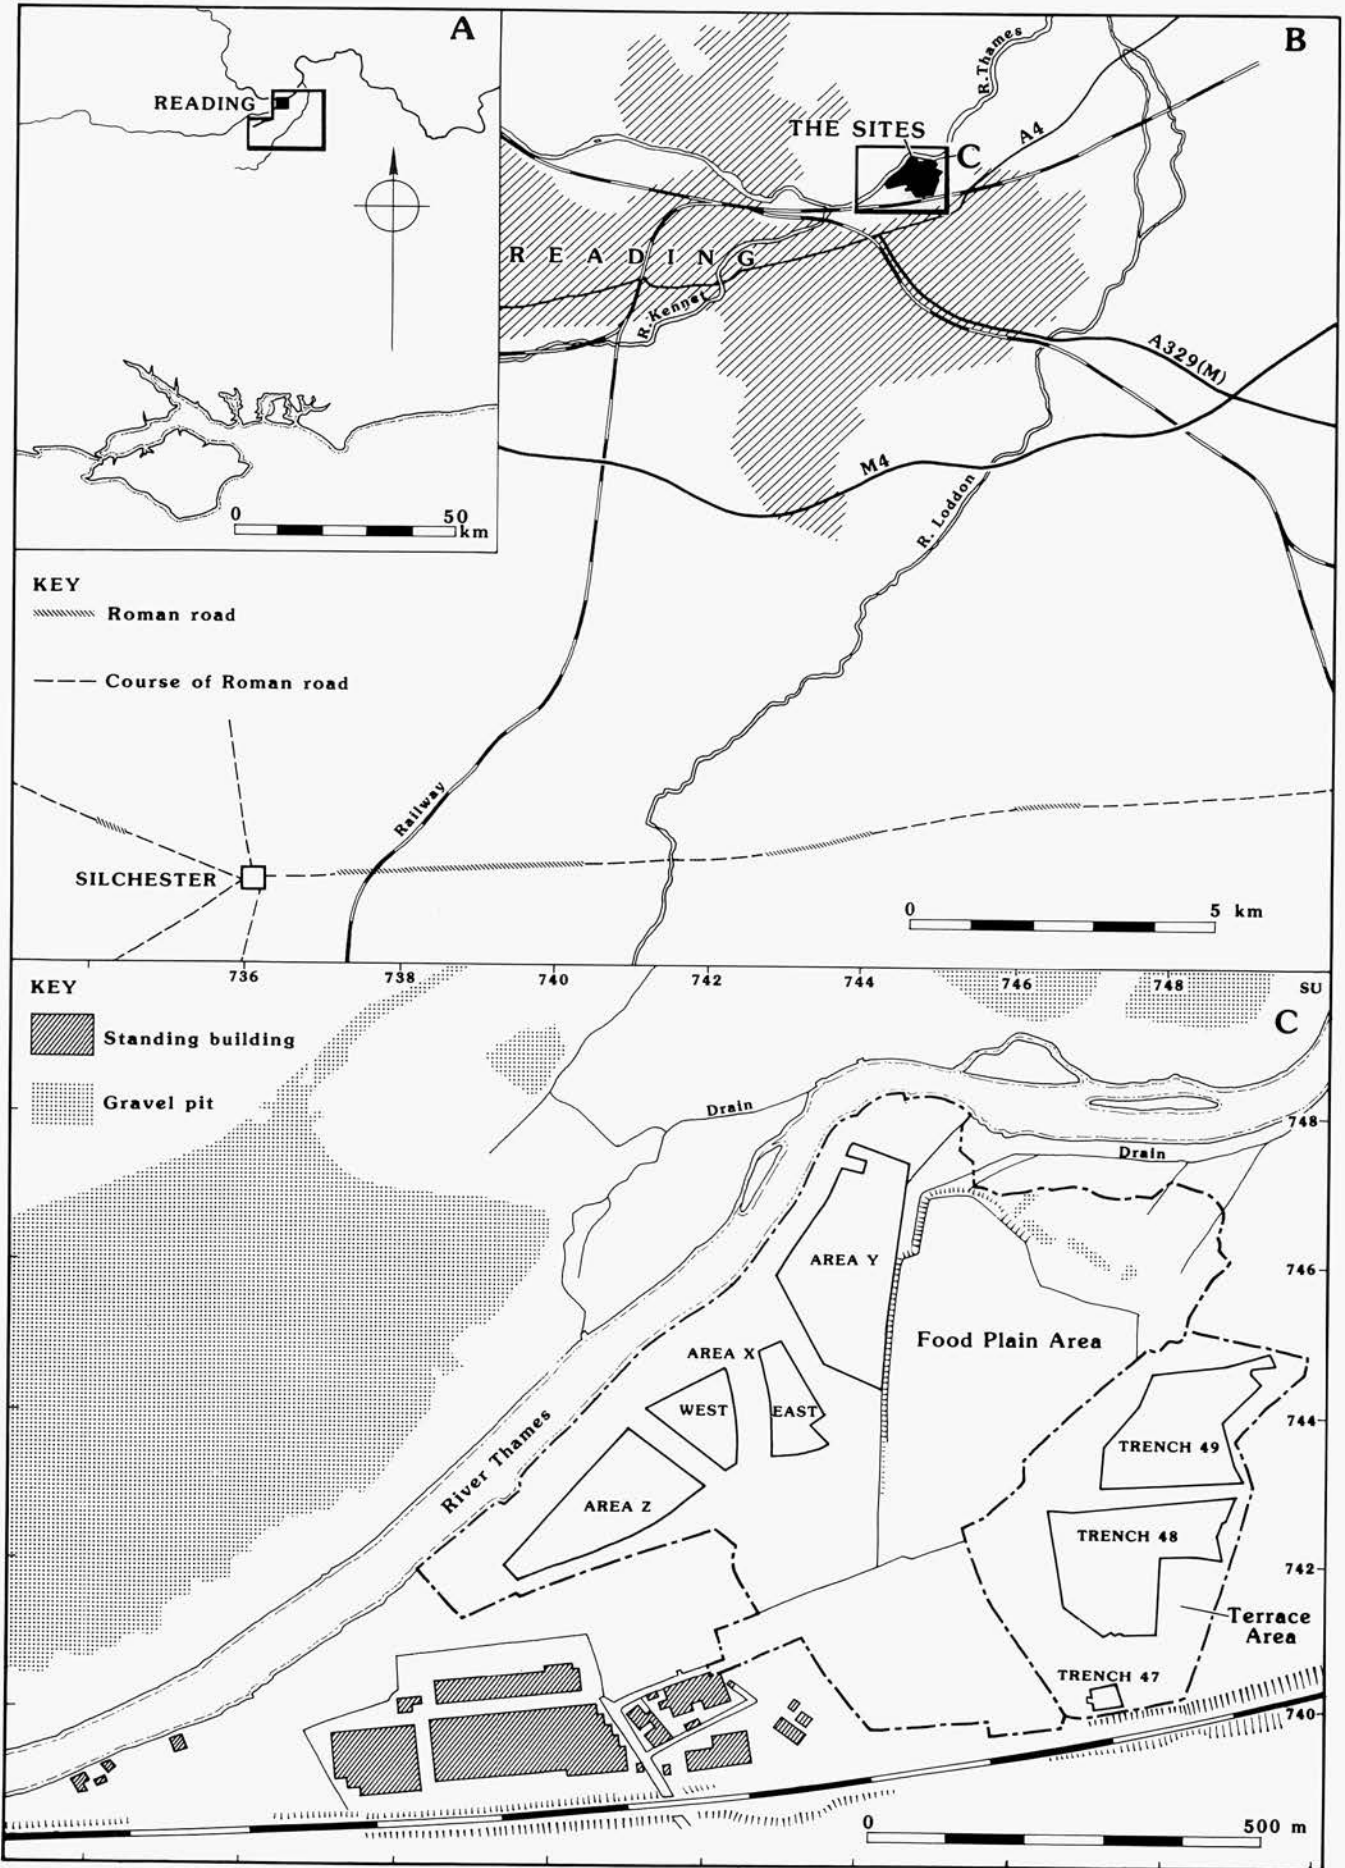 A
READING
0 50
km
B
R.Thames
A4
THE SITES
C
READING
R.Kennet
A329(M)
M4
R. Loddon
KEY
Roman road
Course of Roman road
Railway
SILCHESTER
0 5 km
736 738 740 742 744 746 748 SU
KEY
Standing building
Gravel pit
C
Drain
748
Drain
AREA Y
746
Food Plain Area
AREA X
WEST
EAST
744
TRENCH 49
River Thames
AREA Z
TRENCH 48
742
Terrace
Area
TRENCH 47
740
0 500 m